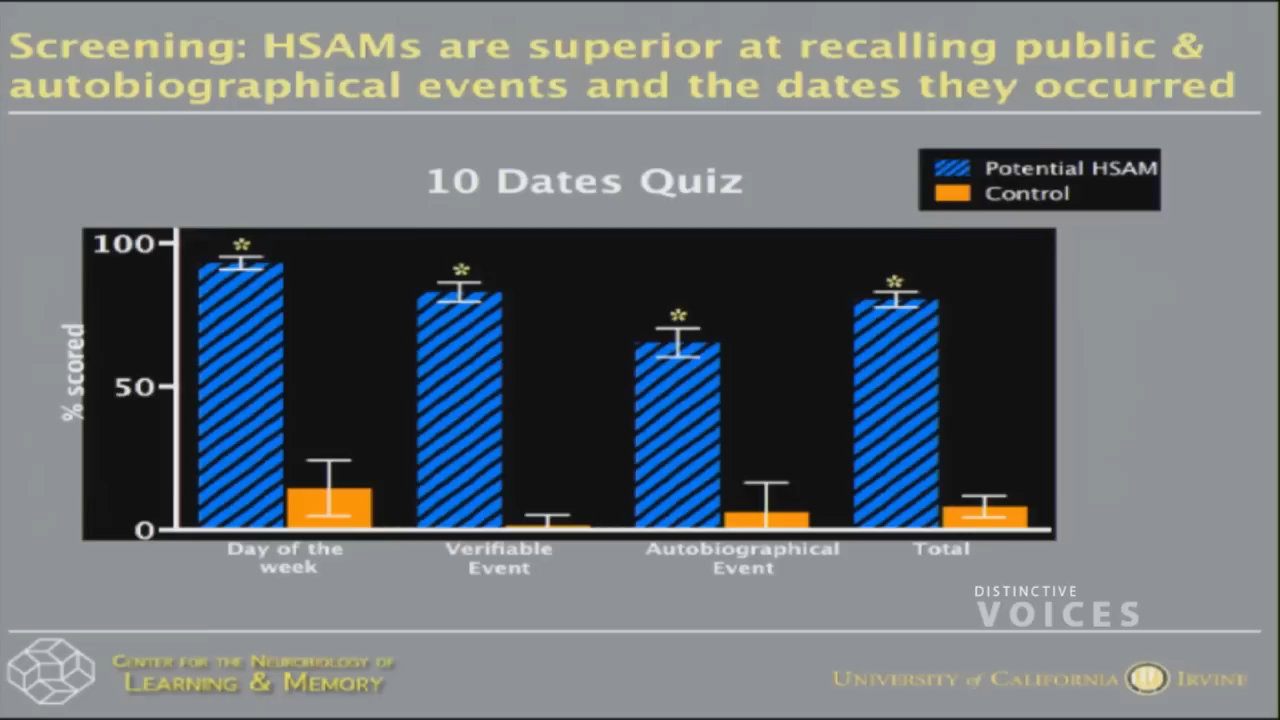 Screening: HSAMs are superior at recalling public &
autobiographical events and the dates they occurred
10 Dates Quiz
Potential HSAM
Control
% scored
100
50
0
*
*
*
*
Day of the
week
Verifiable
Event
Autobiographical
Event
Total
DISTINCTIVE
VOICES
CENTER FOR THE NEUROBIOLOGY OF
LEARNING & MEMORY
UNIVERSITY of CALIFORNIA IRVINE